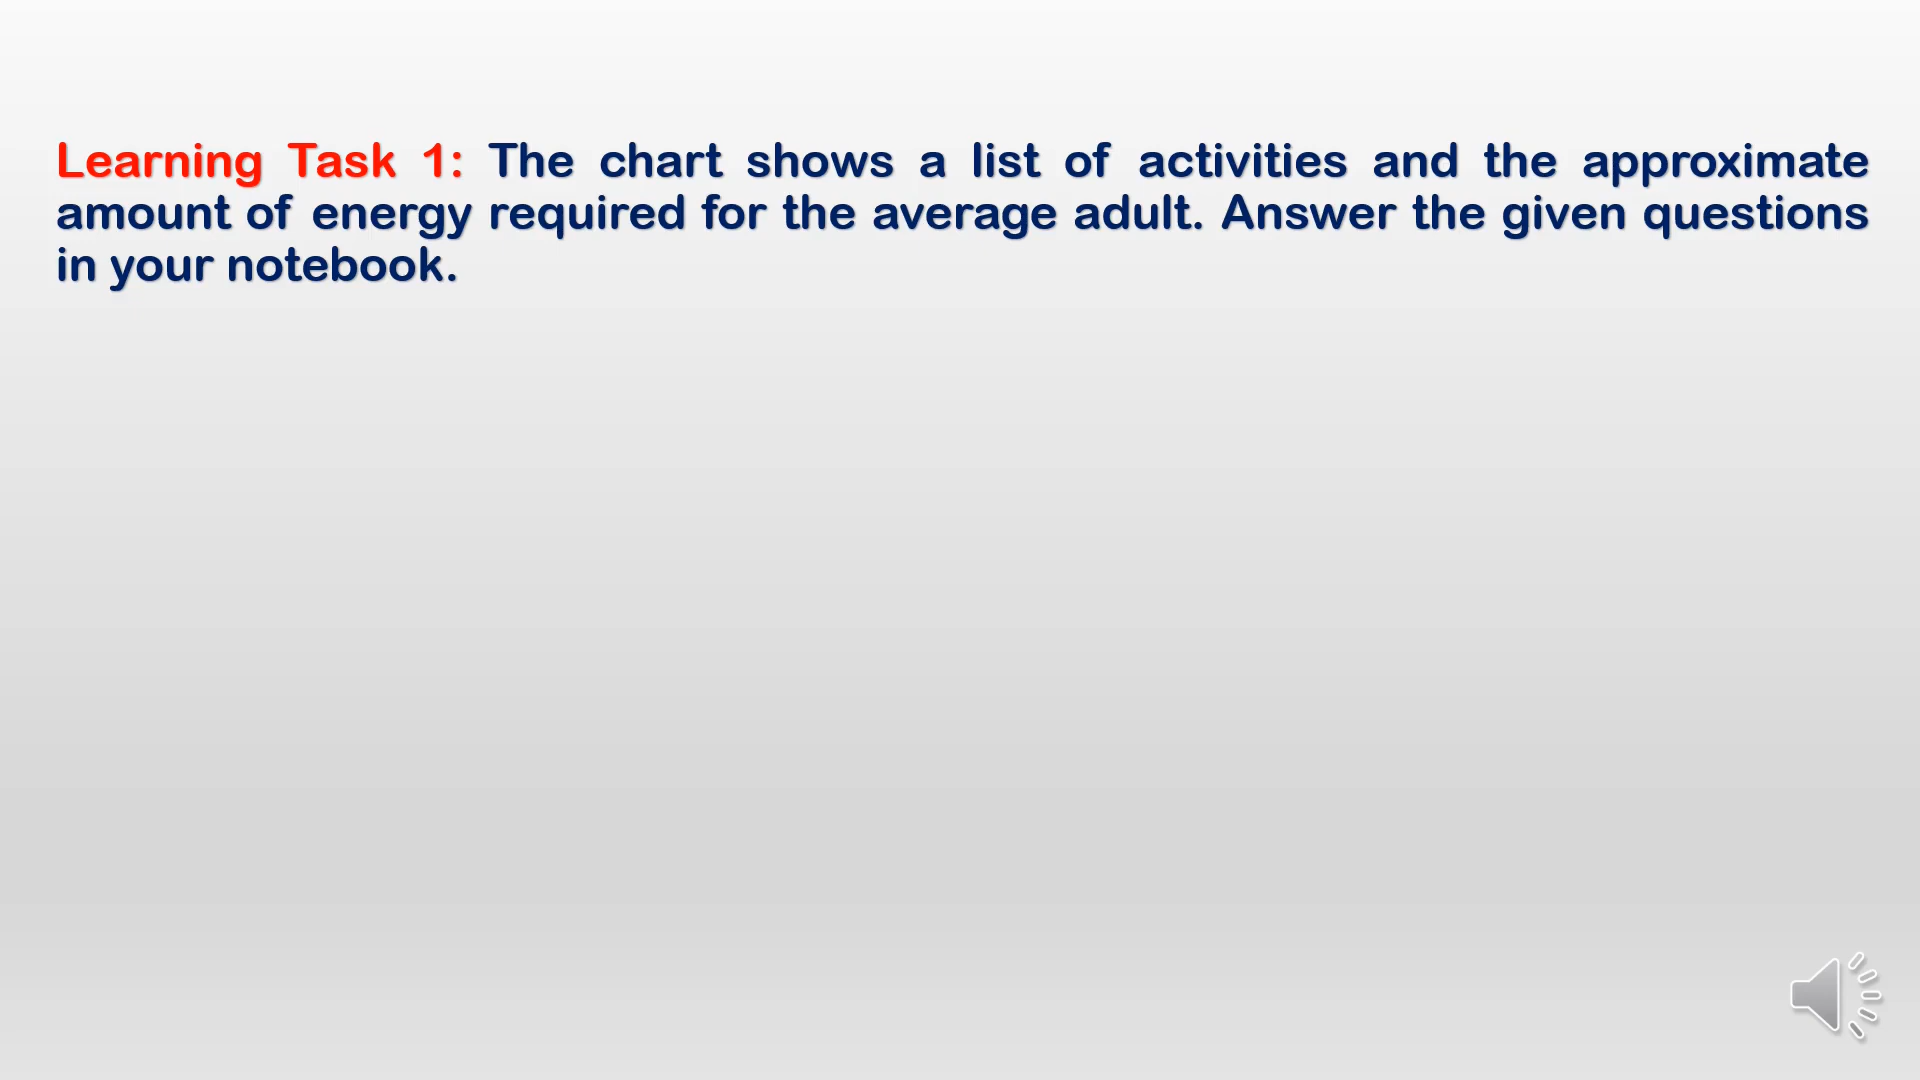 Learning Task 1: The chart shows a list of activities and the approximate
amount of energy required for the average adult. Answer the given questions
in your notebook.